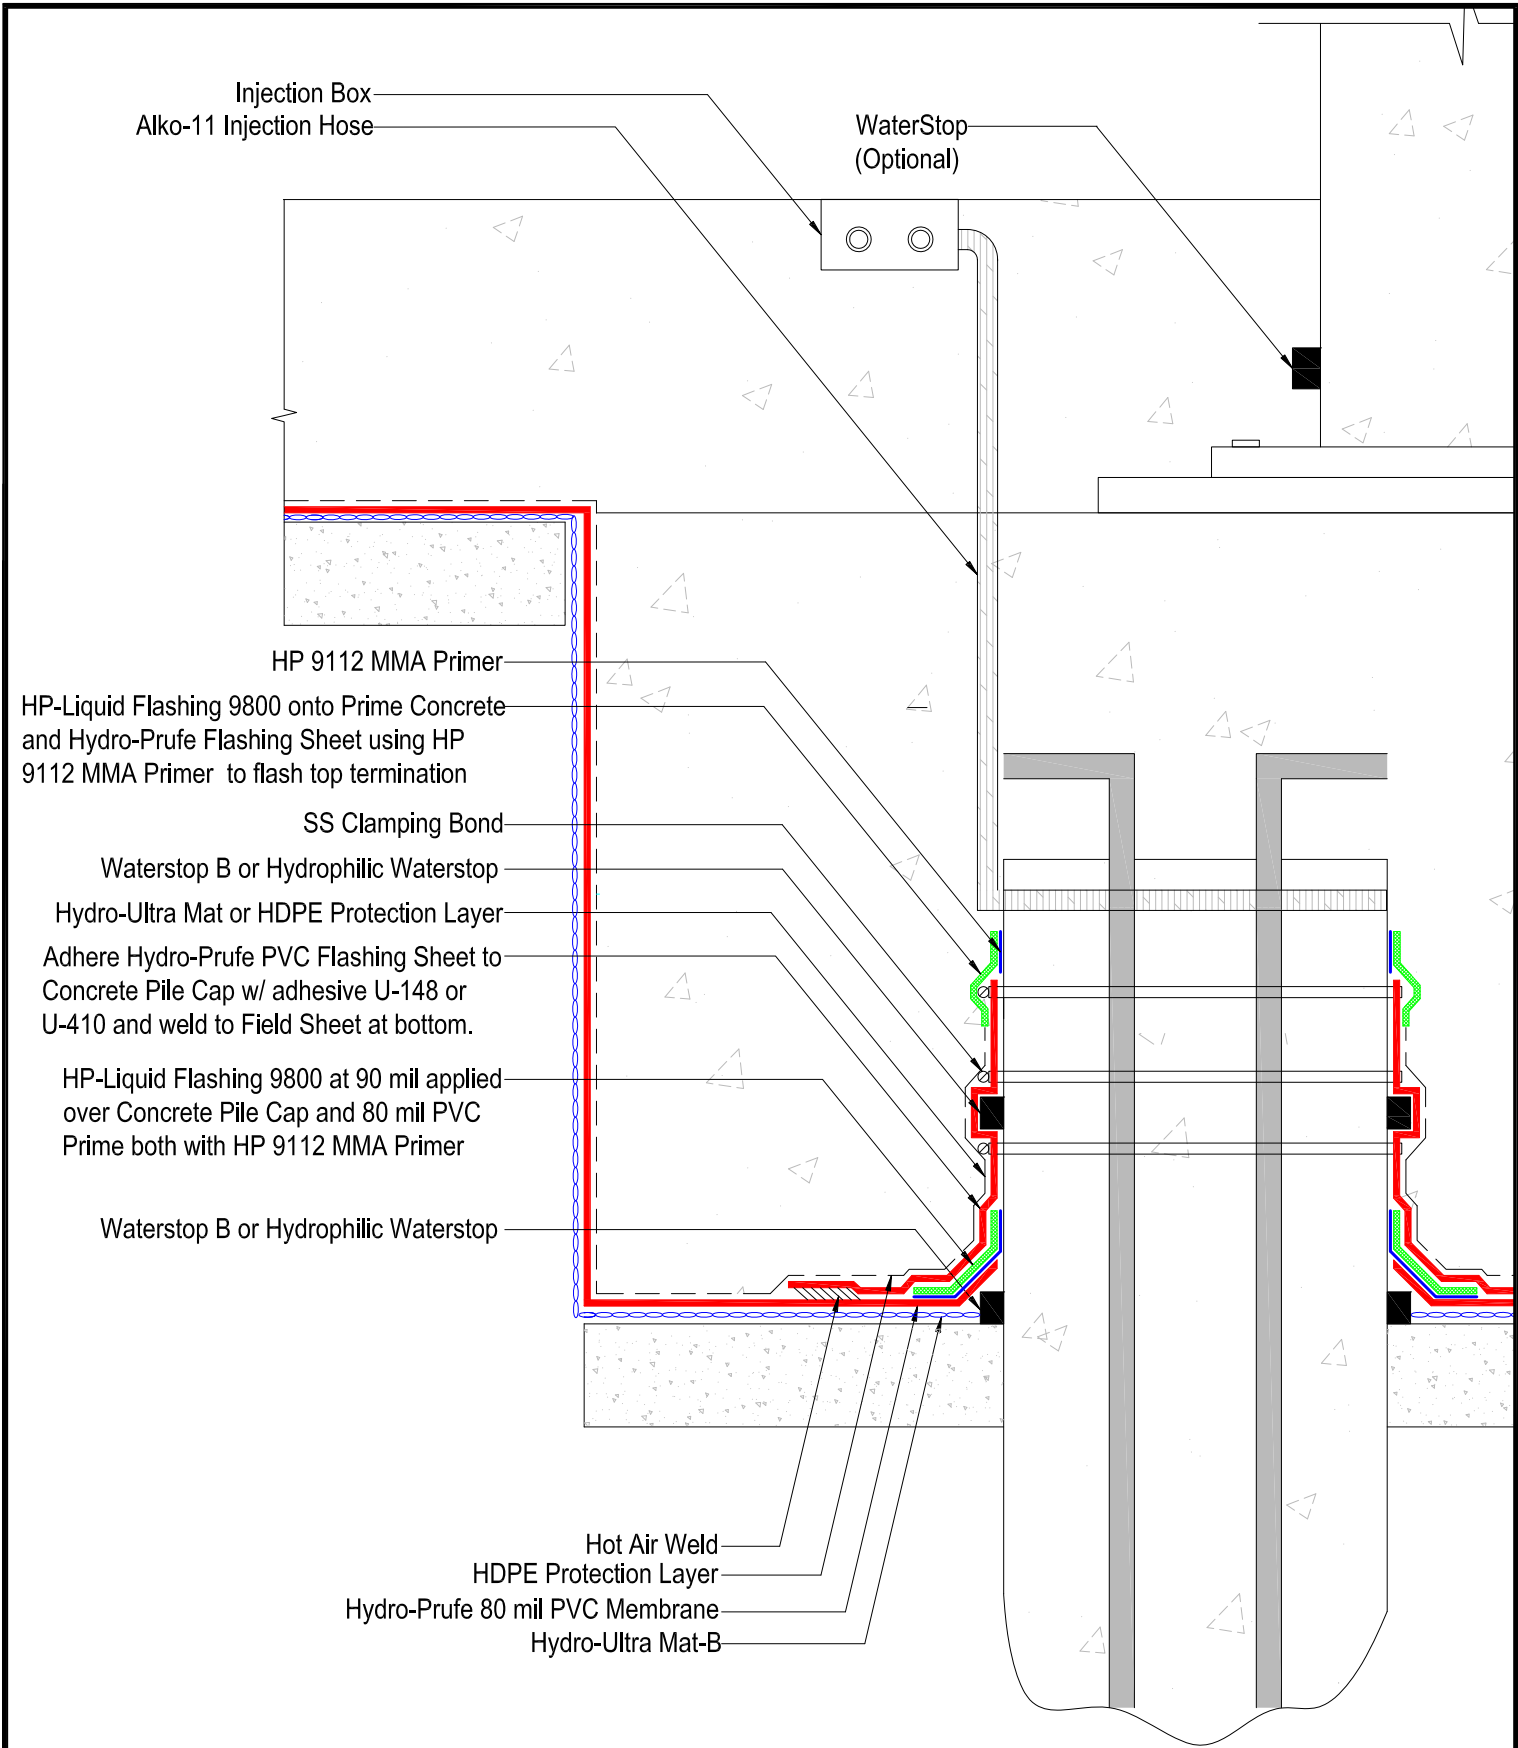 Injection Box
Alko-11 Injection Hose
WaterStop
(Optional)
HP 9112 MMA Primer
HP-Liquid Flashing 9800 onto Prime Concrete
and Hydro-Prufe Flashing Sheet using HP
9112 MMA Primer to flash top termination
SS Clamping Bond
Waterstop B or Hydrophilic Waterstop
Hydro-Ultra Mat or HDPE Protection Layer
Adhere Hydro-Prufe PVC Flashing Sheet to
Concrete Pile Cap w/ adhesive U-148 or
U-410 and weld to Field Sheet at bottom.
HP-Liquid Flashing 9800 at 90 mil applied
over Concrete Pile Cap and 80 mil PVC
Prime both with HP 9112 MMA Primer
Waterstop B or Hydrophilic Waterstop
Hot Air Weld
HDPE Protection Layer
Hydro-Prufe 80 mil PVC Membrane
Hydro-Ultra Mat-B